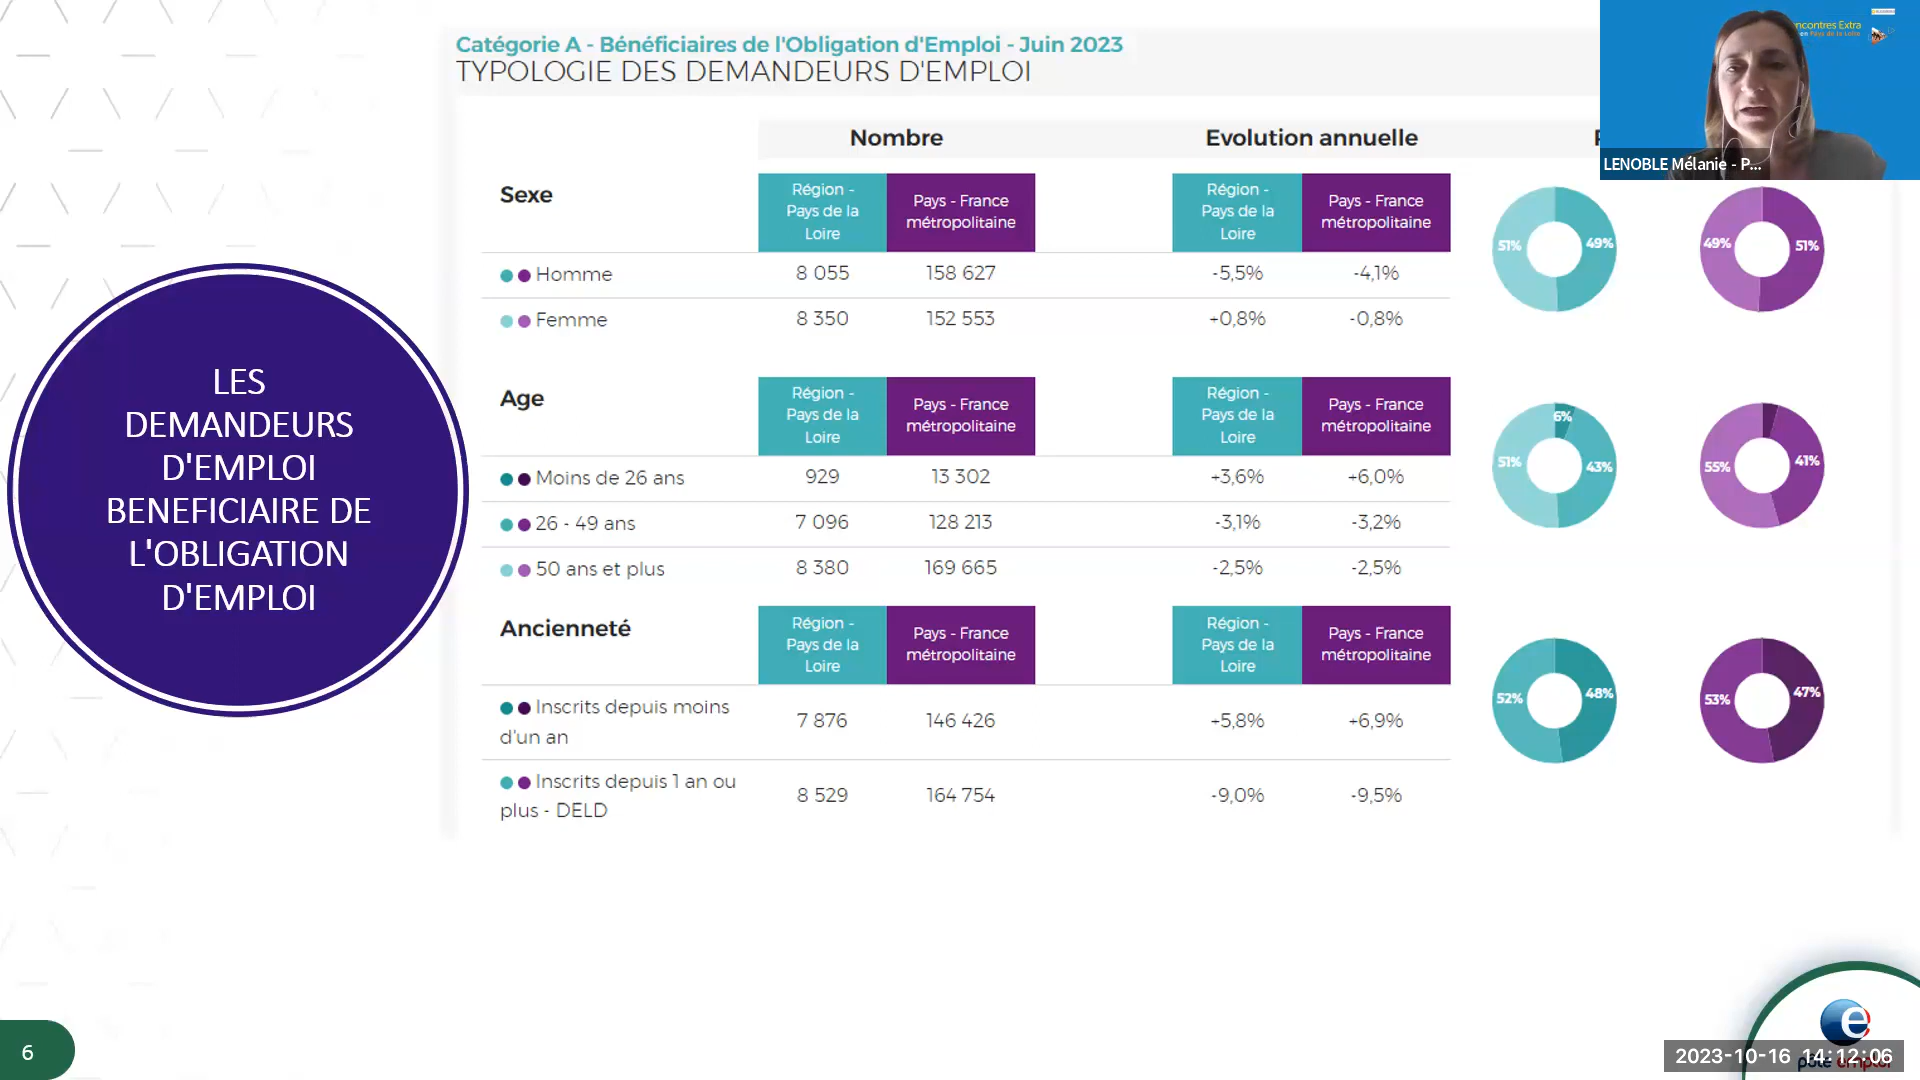 Catégorie A - Bénéficiaires de l'Obligation d'Emploi - Juin 2023
TYPOLOGIE DES DEMANDEURS D'EMPLOI
Rencontres Extra
en Pays de la Loire
LENOBLE Mélanie - P...
LES
DEMANDEURS
D'EMPLOI
BENEFICIAIRE DE
L'OBLIGATION
D'EMPLOI
Nombre Evolution annuelle
Sexe
Région - Pays - France Région - Pays - France
Pays de la métropolitaine Pays de la métropolitaine
Loire Loire
51% 49% 49% 51%
Homme 8 055 158 627 -5,5% -4,1%
Femme 8 350 152 553 +0,8% -0,8%
Age
Région - Pays - France Région - Pays - France
Pays de la métropolitaine Pays de la métropolitaine
Loire Loire
6%
51% 43% 55% 41%
Moins de 26 ans 929 13 302 +3,6% +6,0%
26 - 49 ans 7 096 128 213 -3,1% -3,2%
50 ans et plus 8 380 169 665 -2,5% -2,5%
Ancienneté
Région - Pays - France Région - Pays - France
Pays de la métropolitaine Pays de la métropolitaine
Loire Loire
52% 48% 53% 47%
Inscrits depuis moins
d'un an 7 876 146 426 +5,8% +6,9%
Inscrits depuis 1 an ou
plus - DELD 8 529 164 754 -9,0% -9,5%
6
pôle emploi
2023-10-16 14:12:06